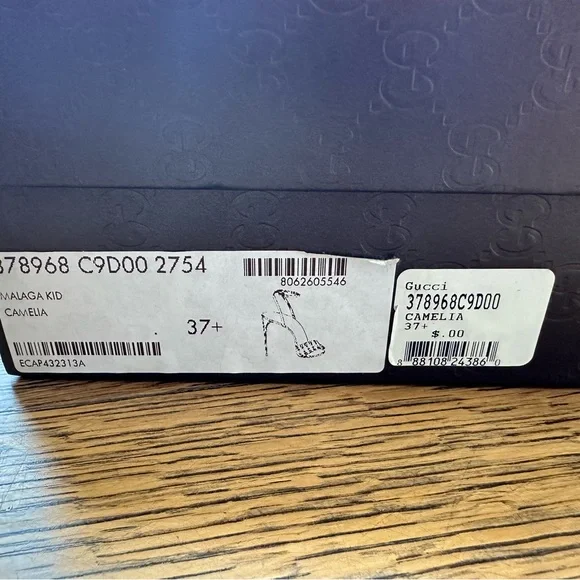 378968 C9D00 2754
MALAGA KID
CAMELIA
37+
ECAP432313A
8062605546
Gucci
378968C9D00
CAMELIA
37+
$.00
8 88108 24386 0